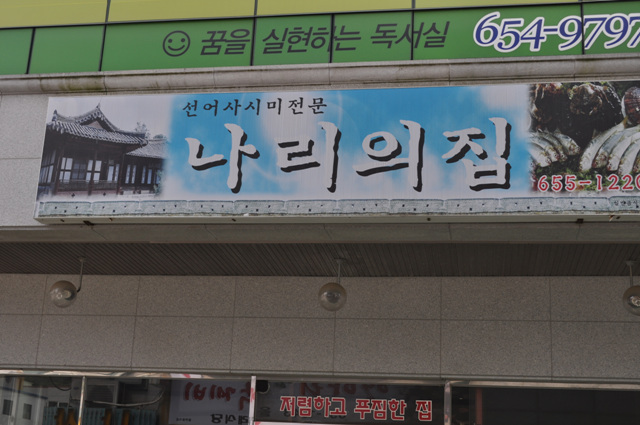 꿈을 실현하는 독서실 654-9797
선어사시미전문
나리의집
655-1220
저렴하고 푸짐한 집